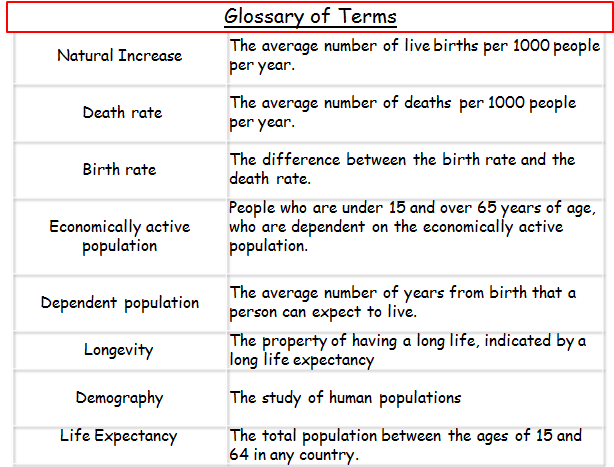 Glossary of Terms
Natural Increase
The average number of live births per 1000 people
per year.
Death rate
The average number of deaths per 1000 people
per year.
Birth rate
The difference between the birth rate and the
death rate.
Economically active
population
People who are under 15 and over 65 years of age,
who are dependent on the economically active
population.
Dependent population
The average number of years from birth that a
person can expect to live.
Longevity
The property of having a long life, indicated by a
long life expectancy
Demography
The study of human populations
Life Expectancy
The total population between the ages of 15 and
64 in any country.